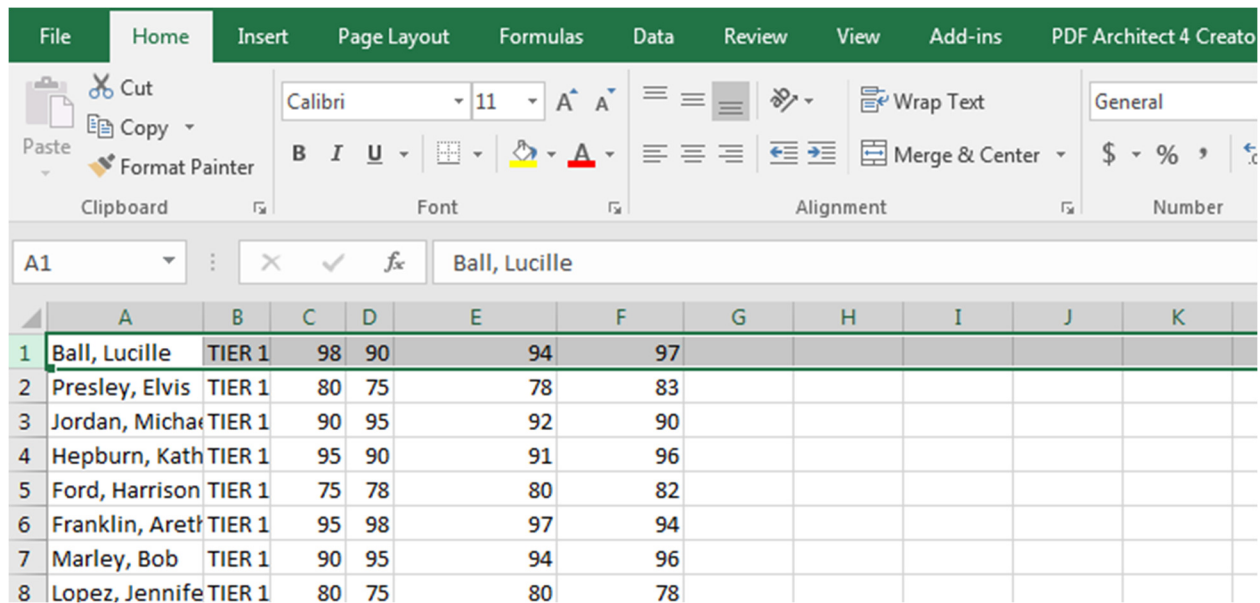 File Home Insert Page Layout Formulas Data Review View Add-ins PDF Architect 4 Creato
Cut
Copy
Paste
Format Painter
Clipboard
Calibri 11 A A
B I U A
Font
Wrap Text
Merge & Center
Alignment
General
$ % ,
Number
A1 fx Ball, Lucille
A B C D E F G H I J K
1 Ball, Lucille TIER 1 98 90 94 97
2 Presley, Elvis TIER 1 80 75 78 83
3 Jordan, Michae TIER 1 90 95 92 90
4 Hepburn, Kath TIER 1 95 90 91 96
5 Ford, Harrison TIER 1 75 78 80 82
6 Franklin, Areth TIER 1 95 98 97 94
7 Marley, Bob TIER 1 90 95 94 96
8 Lopez, Jennife TIER 1 80 75 80 78